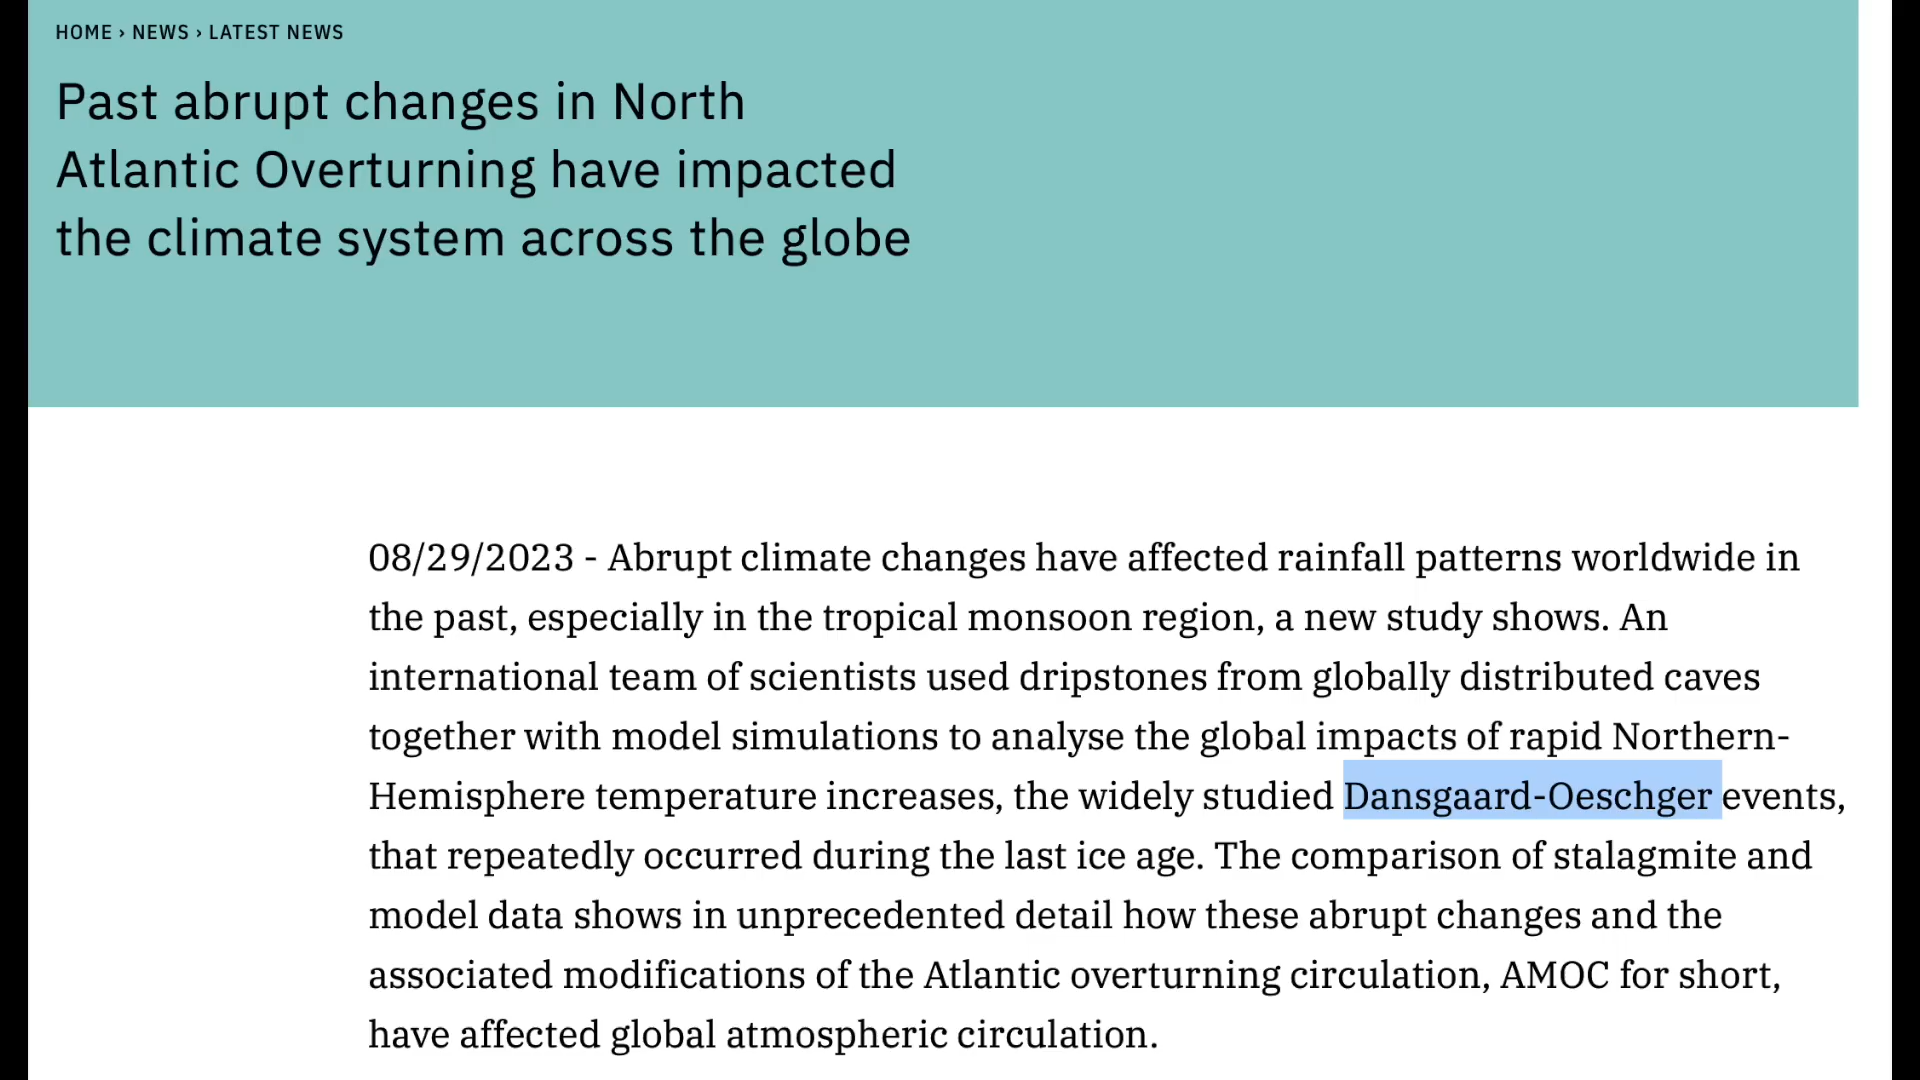 HOME › NEWS › LATEST NEWS
Past abrupt changes in North
Atlantic Overturning have impacted
the climate system across the globe
08/29/2023 - Abrupt climate changes have affected rainfall patterns worldwide in
the past, especially in the tropical monsoon region, a new study shows. An
international team of scientists used dripstones from globally distributed caves
together with model simulations to analyse the global impacts of rapid Northern-
Hemisphere temperature increases, the widely studied Dansgaard-Oeschger events,
that repeatedly occurred during the last ice age. The comparison of stalagmite and
model data shows in unprecedented detail how these abrupt changes and the
associated modifications of the Atlantic overturning circulation, AMOC for short,
have affected global atmospheric circulation.